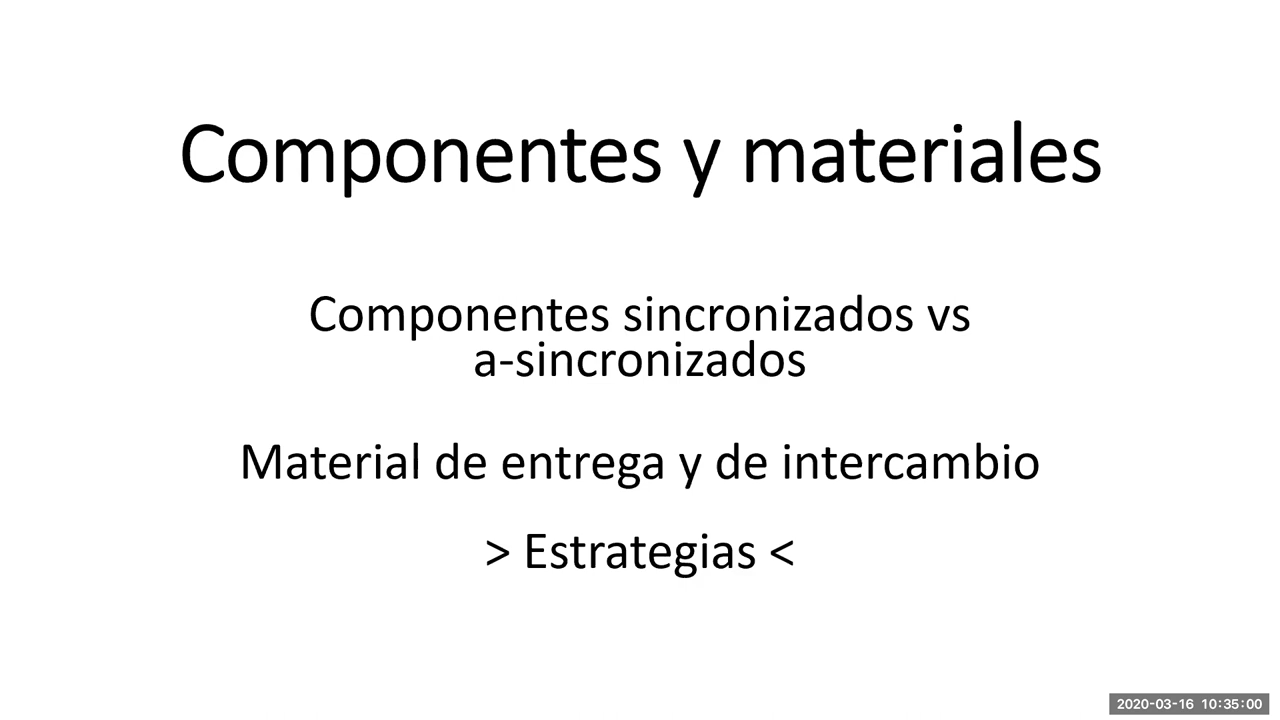 Componentes y materiales
Componentes sincronizados vs
a-sincronizados
Material de entrega y de intercambio
> Estrategias <
2020-03-16 10:35:00